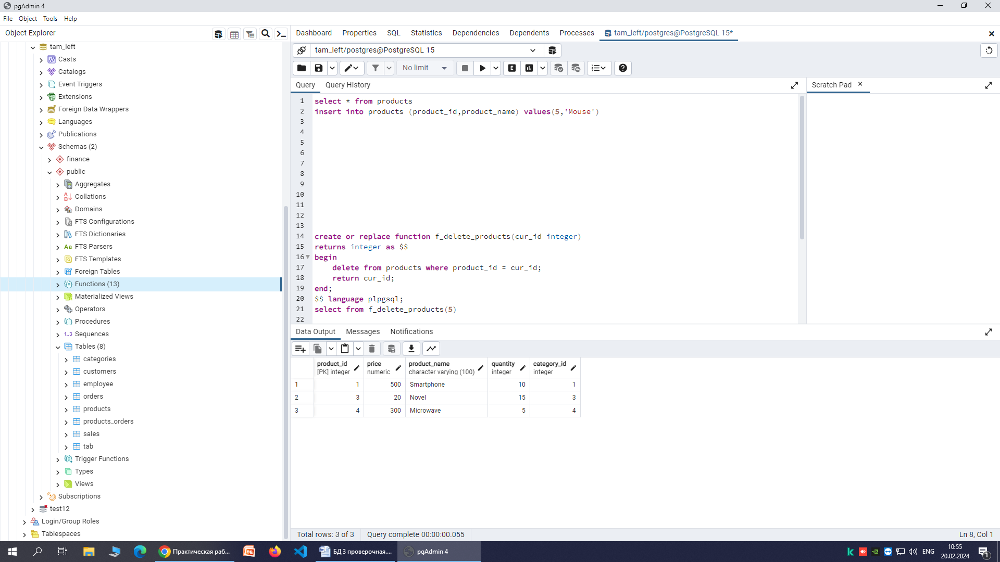 pgAdmin 4
File Object Tools Help
Object Explorer
Dashboard Properties SQL Statistics Dependencies Dependents Processes tam_left/postgres@PostgreSQL 15*
tam_left/postgres@PostgreSQL 15
No limit
Query Query History
Scratch Pad
tam_left
Casts
Catalogs
Event Triggers
Extensions
Foreign Data Wrappers
Languages
Publications
Schemas (2)
finance
public
Aggregates
Collations
Domains
FTS Configurations
FTS Dictionaries
FTS Parsers
FTS Templates
Foreign Tables
Functions (13)
Materialized Views
Operators
Procedures
1..3 Sequences
Tables (8)
categories
customers
employee
orders
products
products_orders
sales
tab
Trigger Functions
Types
Views
Subscriptions
test12
Login/Group Roles
Tablespaces
1 select * from products
2 insert into products (product_id,product_name) values(5,'Mouse')
3
4
5
6
7
8
9
10
11
12
13
14 create or replace function f_delete_products(cur_id integer)
15 returns integer as $$
16 begin
17 delete from products where product_id = cur_id;
18 return cur_id;
19 end;
20 $$ language plpgsql;
21 select from f_delete_products(5)
22
Data Output Messages Notifications
product_id price product_name quantity category_id
[PK] integer numeric character varying (100) integer integer
1 1 500 Smartphone 10 1
2 3 20 Novel 15 3
3 4 300 Microwave 5 4
Total rows: 3 of 3 Query complete 00:00:00.055 Ln 8, Col 1
Практическая раб... БД 3 проверочная.... pgAdmin 4
ENG
10:55
20.02.2024
1